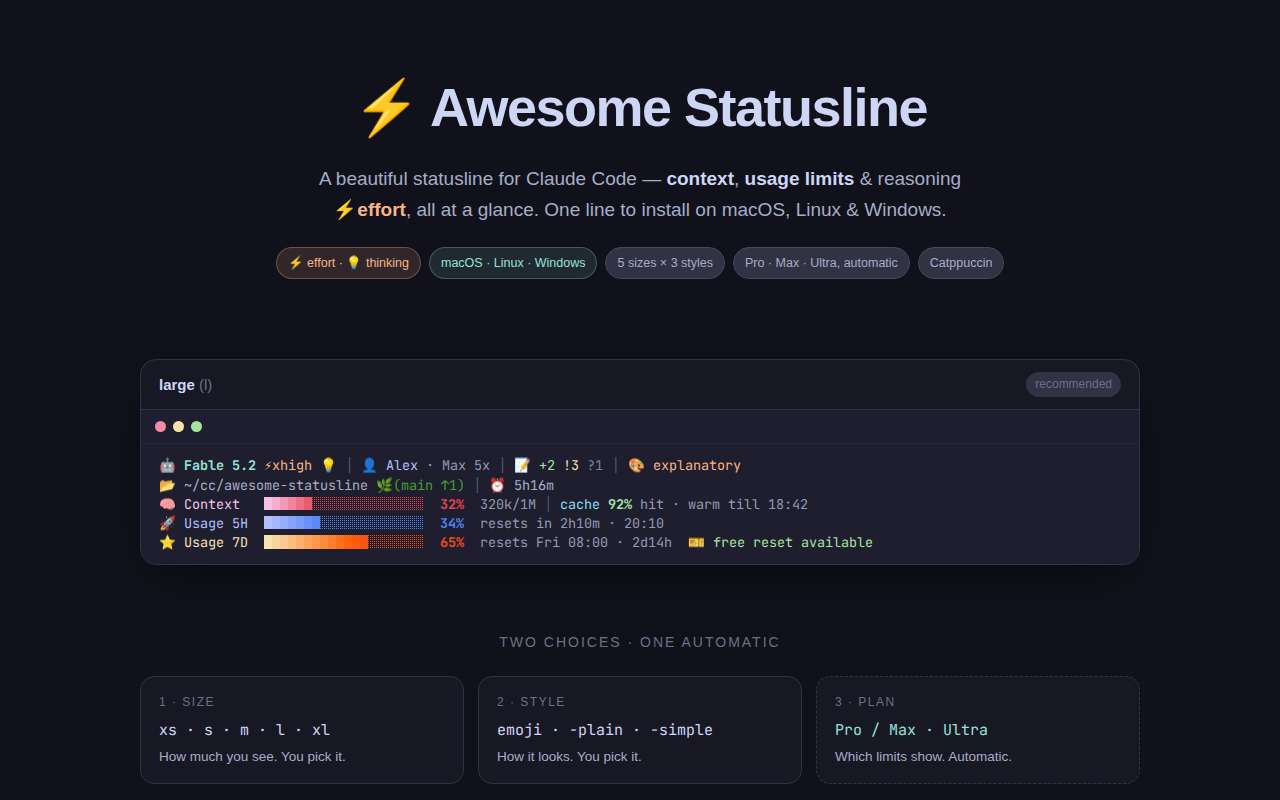 ⚡ Awesome Statusline
A beautiful statusline for Claude Code — context, usage limits & reasoning
⚡effort, all at a glance. One line to install on macOS, Linux & Windows.
⚡ effort · 💡 thinking
macOS · Linux · Windows
5 sizes × 3 styles
Pro · Max · Ultra, automatic
Catppuccin
large (l)
recommended
🤖 Fable 5.2 ⚡xhigh 💡 │ 👤 Alex · Max 5x │ 📝 +2 !3 ?1 │ 🎨 explanatory
📂 ~/cc/awesome-statusline 🌿(main ↑1) │ ⏰ 5h16m
🧠 Context 32% 320k/1M │ cache 92% hit · warm till 18:42
🚀 Usage 5H 34% resets in 2h10m · 20:10
⭐ Usage 7D 65% resets Fri 08:00 · 2d14h 🎫 free reset available
TWO CHOICES · ONE AUTOMATIC
1 · SIZE
xs · s · m · l · xl
How much you see. You pick it.
2 · STYLE
emoji · -plain · -simple
How it looks. You pick it.
3 · PLAN
Pro / Max · Ultra
Which limits show. Automatic.